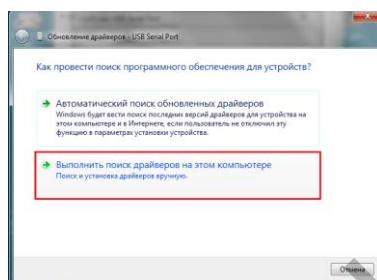 Обновление драйверов - USB Serial Port
Как провести поиск программного обеспечения для устройств?
Автоматический поиск обновленных драйверов
Windows будет вести поиск последних версий драйверов для устройства на
этом компьютере и в Интернете, если пользователь не отключил эту
функцию в параметрах установки устройства.
Выполнить поиск драйверов на этом компьютере
Поиск и установка драйверов вручную.
Отмена